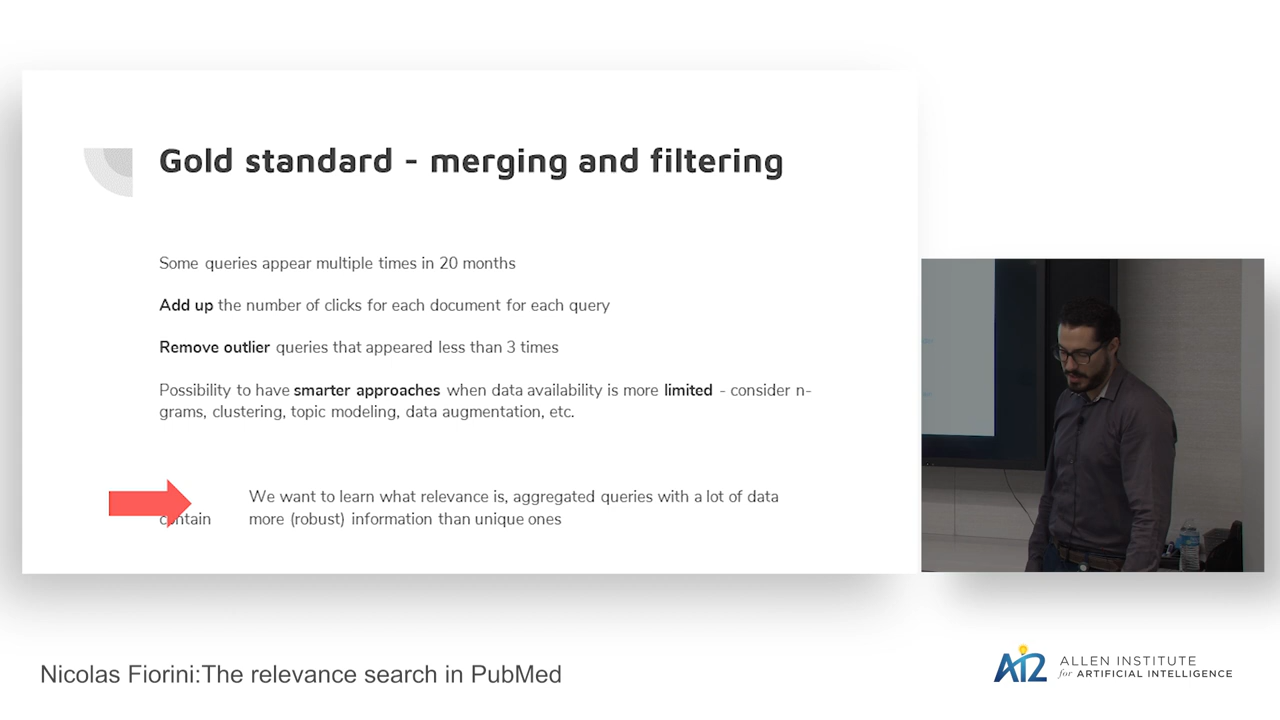 Gold standard - merging and filtering
Some queries appear multiple times in 20 months
Add up the number of clicks for each document for each query
Remove outlier queries that appeared less than 3 times
Possibility to have smarter approaches when data availability is more limited - consider n-
grams, clustering, topic modeling, data augmentation, etc.
We want to learn what relevance is, aggregated queries with a lot of data
contain more (robust) information than unique ones
Nicolas Fiorini:The relevance search in PubMed
AI2 ALLEN INSTITUTE
for ARTIFICIAL INTELLIGENCE